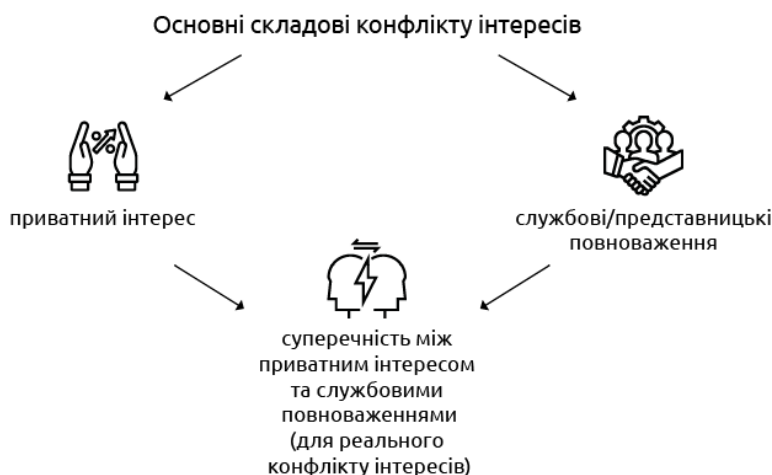 Основні складові конфлікту інтересів
приватний інтерес
службові/представницькі
повноваження
суперечність між
приватним інтересом
та службовими
повноваженнями
(для реального
конфлікту інтересів)